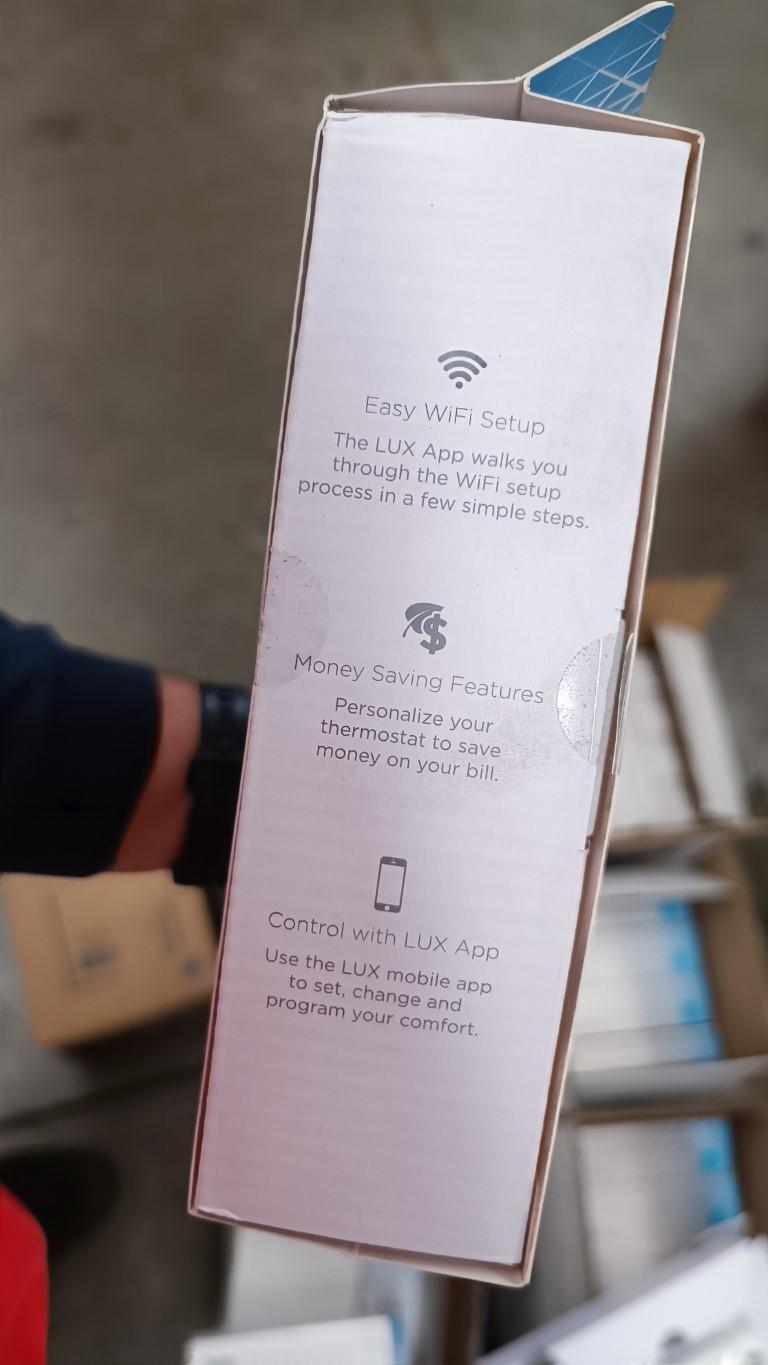 Easy WiFi Setup
The LUX App walks you
through the WiFi setup
process in a few simple steps.
Money Saving Features
Personalize your
thermostat to save
money on your bill.
Control with LUX App
Use the LUX mobile app
to set, change and
program your comfort.